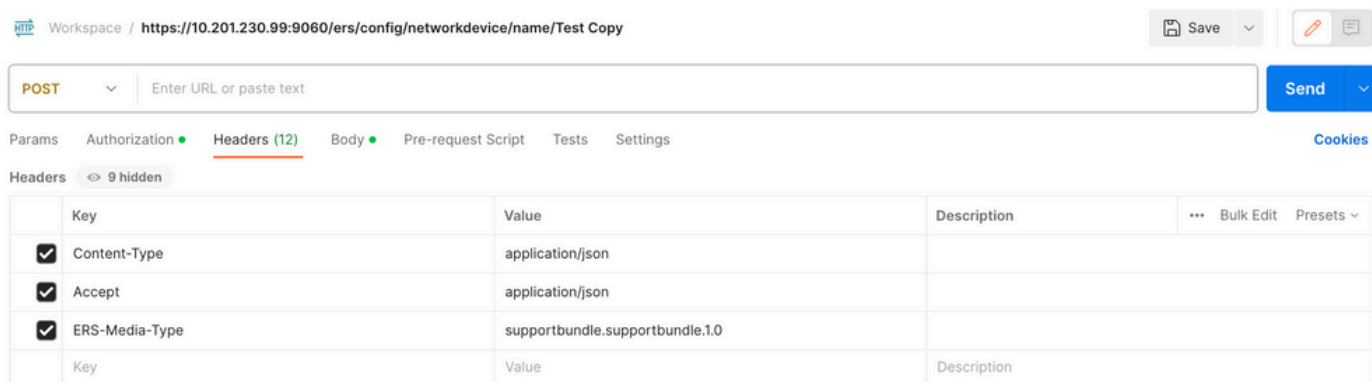 HTTP Workspace / https://10.201.230.99:9060/ers/config/networkdevice/name/Test Copy Save
POST Enter URL or paste text Send
Params Authorization Headers (12) Body Pre-request Script Tests Settings Cookies
Headers 9 hidden
Key Value Description ••• Bulk Edit Presets
Content-Type application/json
Accept application/json
ERS-Media-Type supportbundle.supportbundle.1.0
Key Value Description